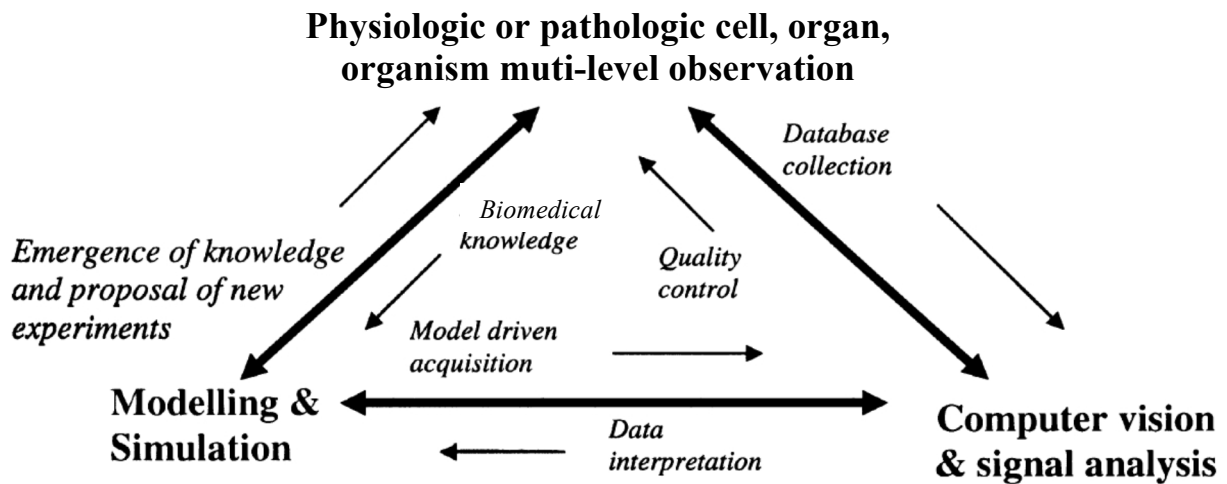 Physiologic or pathologic cell, organ,
organism muti-level observation
Database
collection
Biomedical
knowledge
Emergence of knowledge
and proposal of new
experiments
Quality
control
Model driven
acquisition
Modelling &
Simulation
Data
interpretation
Computer vision
& signal analysis